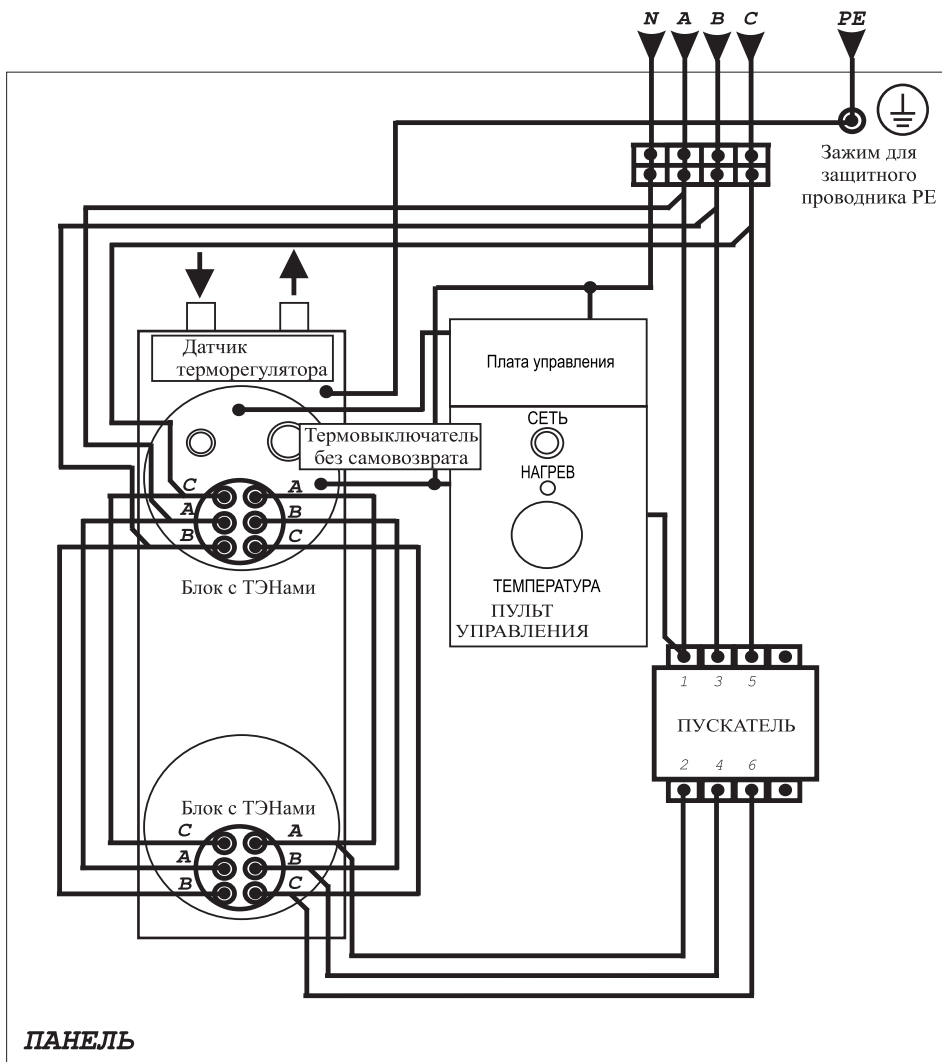 N A B C PE
Зажим для
защитного
проводника PE
Датчик
терморегулятора
Плата управления
СЕТЬ
Термовыключатель
без самовозврата
НАГРЕВ
C A
A B
B C
Блок с ТЭНами
ТЕМПЕРАТУРА
ПУЛЬТ
УПРАВЛЕНИЯ
1 3 5
ПУСКАТЕЛЬ
2 4 6
Блок с ТЭНами
C A
A B
B C
ПАНЕЛЬ